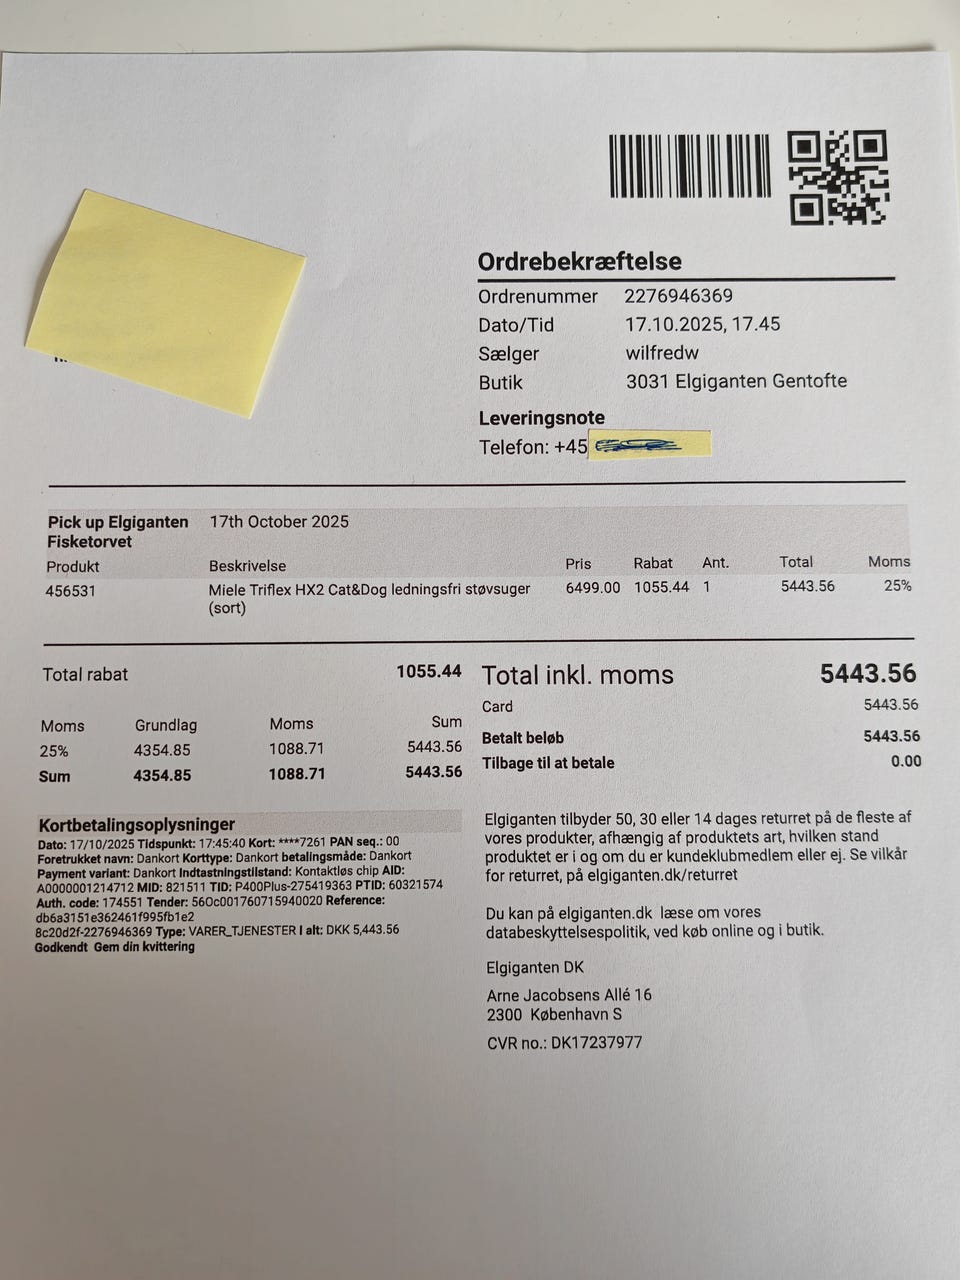 Ordrebekræftelse
Ordrenummer 2276946369
Dato/Tid 17.10.2025, 17.45
Sælger wilfredw
Butik 3031 Elgiganten Gentofte
Leveringsnote
Telefon: +45
Pick up Elgiganten Fisketorvet 17th October 2025
Produkt Beskrivelse Pris Rabat Ant. Total Moms
456531 Miele Triflex HX2 Cat&Dog ledningsfri støvsuger 6499.00 1055.44 1 5443.56 25%
(sort)
Total rabat 1055.44
Moms Grundlag Moms Sum
25% 4354.85 1088.71 5443.56
Sum 4354.85 1088.71 5443.56
Total inkl. moms 5443.56
Card 5443.56
Betalt beløb 5443.56
Tilbage til at betale 0.00
Kortbetalingsoplysninger
Dato: 17/10/2025 Tidspunkt: 17:45:40 Kort: ****7261 PAN seq.: 00
Foretrukket navn: Dankort Korttype: Dankort betalingsmåde: Dankort
Payment variant: Dankort Indtastningstilstand: Kontaktløs chip AID:
A0000001214712 MID: 821511 TID: P400Plus-275419363 PTID: 60321574
Auth. code: 174551 Tender: 56Oc001760715940020 Reference:
db6a3151e362461f995fb1e2
8c20d2f-2276946369 Type: VARER_TJENESTER I alt: DKK 5,443.56
Godkendt Gem din kvittering
Elgiganten tilbyder 50, 30 eller 14 dages returret på de fleste af
vores produkter, afhængig af produktets art, hvilken stand
produktet er i og om du er kundeklubmedlem eller ej. Se vilkår
for returret, på elgiganten.dk/returret
Du kan på elgiganten.dk læse om vores
databeskyttelsespolitik, ved køb online og i butik.
Elgiganten DK
Arne Jacobsens Allé 16
2300 København S
CVR no.: DK17237977